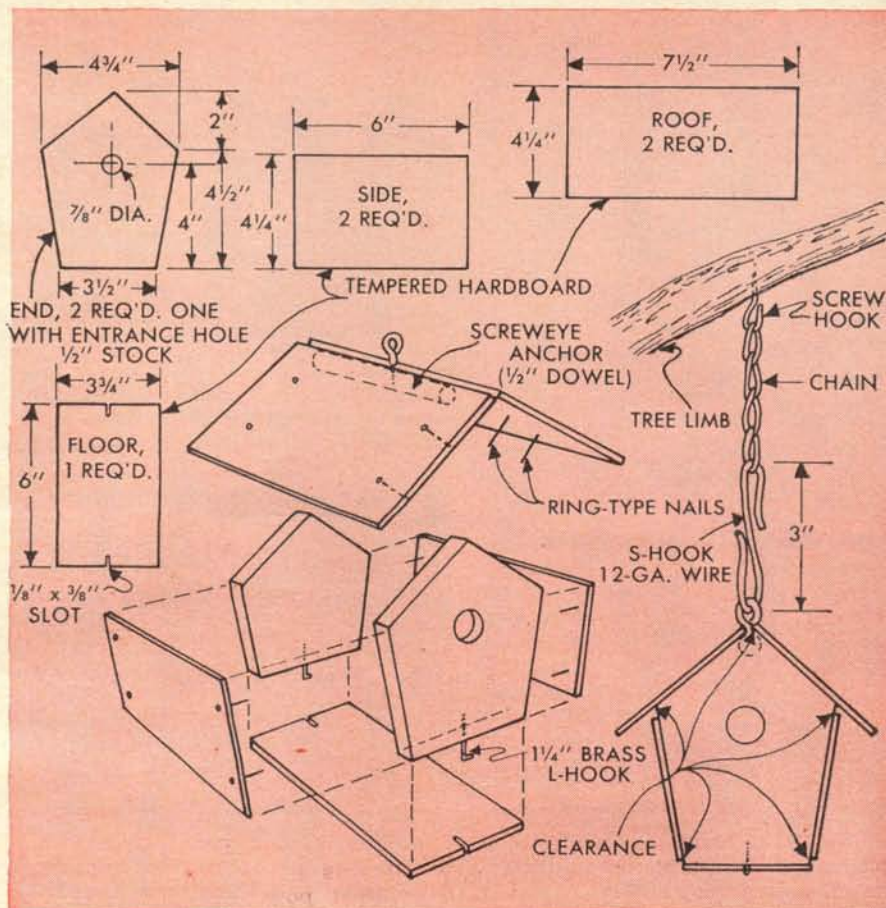 4¾"
2"
4½"
4"
⅞" DIA.
3½"
END, 2 REQ'D. ONE
WITH ENTRANCE HOLE
½" STOCK
6"
4¼"
SIDE,
2 REQ'D.
7½"
4¼"
ROOF,
2 REQ'D.
TEMPERED HARDBOARD
3¾"
6"
FLOOR,
1 REQ'D.
⅛" x ⅜"
SLOT
SCREWEYE
ANCHOR
(½" DOWEL)
RING-TYPE NAILS
SCREW
HOOK
CHAIN
TREE LIMB
3"
S-HOOK
12-GA. WIRE
1¼" BRASS
L-HOOK
CLEARANCE